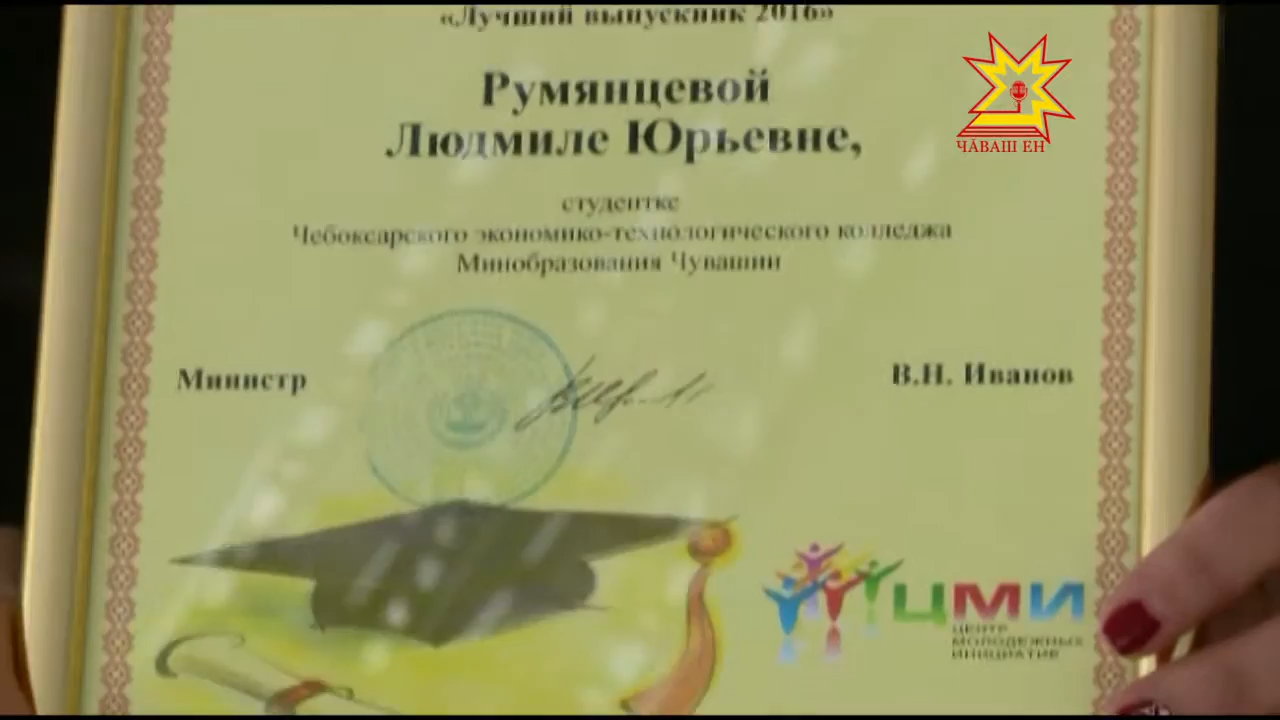 «Лучший выпускник 2016»
Румянцевой
Людмиле Юрьевне,
студентке
Чебоксарского экономико-технологического колледжа
Минобразования Чувашии
Министр
В.Н. Иванов
ЦМИ
ЦЕНТР
МОЛОДЕЖНЫХ
ИНИЦИАТИВ
ЧӐВАШ ЕН